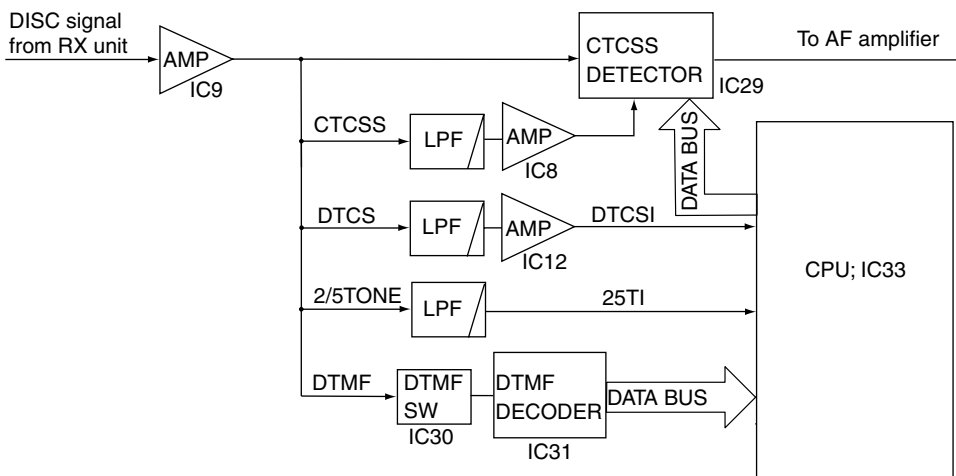 DISC signal
from RX unit
AMP
IC9
CTCSS
DETECTOR
IC29
To AF amplifier
CTCSS
LPF
AMP
IC8
DATA BUS
DTCS
LPF
AMP
IC12
DTCSI
CPU; IC33
2/5TONE
LPF
25TI
DTMF
DTMF
SW
IC30
DTMF
DECODER
IC31
DATA BUS